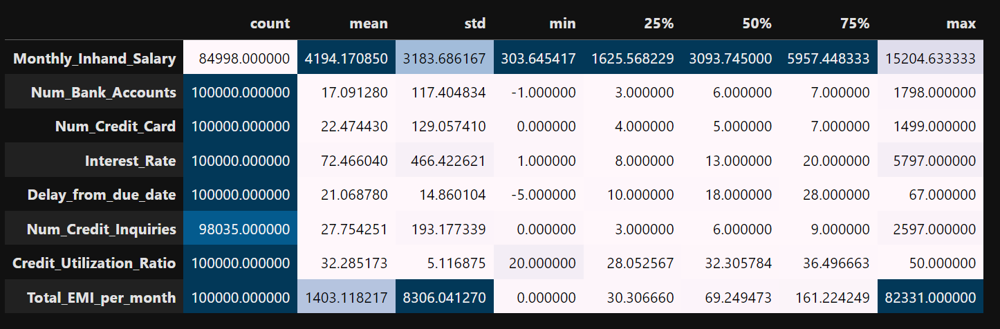 count mean std min 25% 50% 75% max
Monthly_Inhand_Salary 84998.000000 4194.170850 3183.686167 303.645417 1625.568229 3093.745000 5957.448333 15204.633333
Num_Bank_Accounts 100000.000000 17.091280 117.404834 -1.000000 3.000000 6.000000 7.000000 1798.000000
Num_Credit_Card 100000.000000 22.474430 129.057410 0.000000 4.000000 5.000000 7.000000 1499.000000
Interest_Rate 100000.000000 72.466040 466.422621 1.000000 8.000000 13.000000 20.000000 5797.000000
Delay_from_due_date 100000.000000 21.068780 14.860104 -5.000000 10.000000 18.000000 28.000000 67.000000
Num_Credit_Inquiries 98035.000000 27.754251 193.177339 0.000000 3.000000 6.000000 9.000000 2597.000000
Credit_Utilization_Ratio 100000.000000 32.285173 5.116875 20.000000 28.052567 32.305784 36.496663 50.000000
Total_EMI_per_month 100000.000000 1403.118217 8306.041270 0.000000 30.306660 69.249473 161.224249 82331.000000